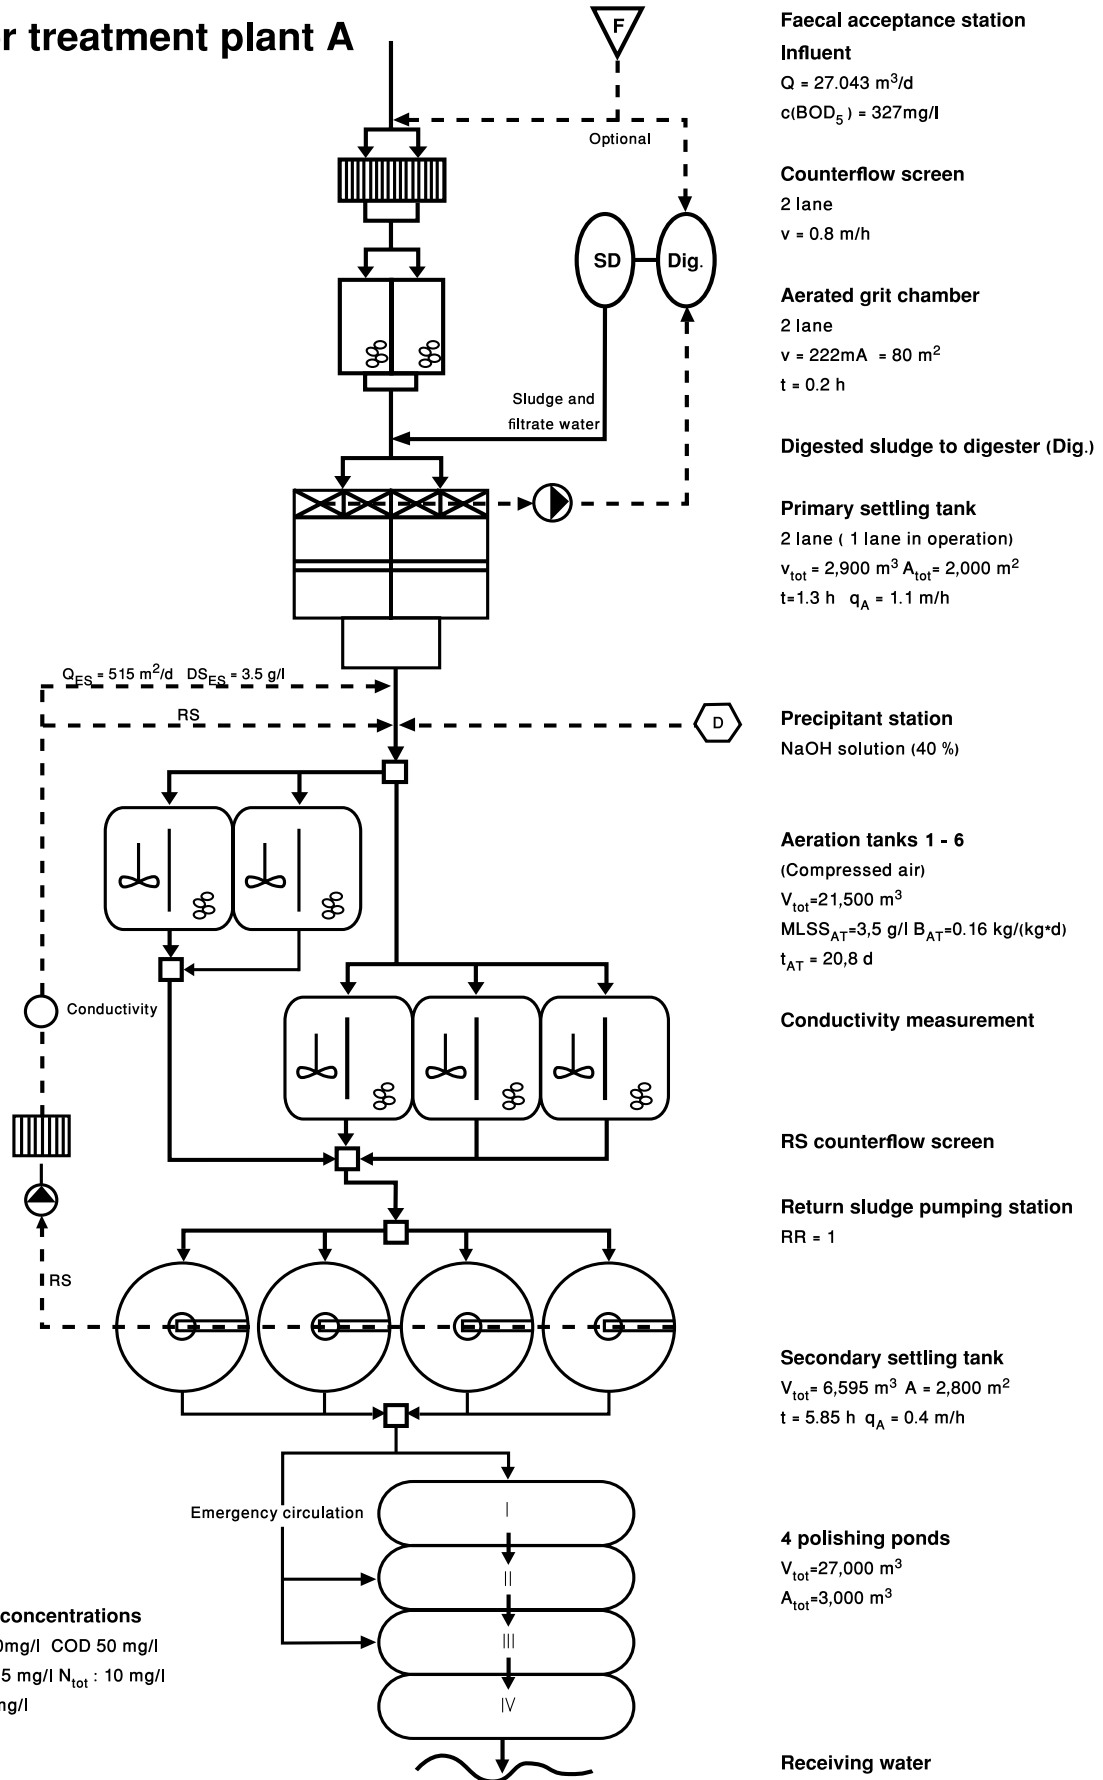 r treatment plant A
F
Optional
SD
Dig.
Sludge and
filtrate water
Q_ES = 515 m²/d DS_ES = 3.5 g/l
RS
D
Conductivity
RS
Emergency circulation
I
II
III
IV
concentrations
0mg/l COD 50 mg/l
5 mg/l N_tot : 10 mg/l
mg/l
Faecal acceptance station
Influent
Q = 27.043 m³/d
c(BOD₅ ) = 327mg/l
Counterflow screen
2 lane
v = 0.8 m/h
Aerated grit chamber
2 lane
v = 222mA = 80 m²
t = 0.2 h
Digested sludge to digester (Dig.)
Primary settling tank
2 lane ( 1 lane in operation)
v_tot = 2,900 m³ A_tot= 2,000 m²
t=1.3 h q_A = 1.1 m/h
Precipitant station
NaOH solution (40 %)
Aeration tanks 1 - 6
(Compressed air)
V_tot=21,500 m³
MLSS_AT=3,5 g/l B_AT=0.16 kg/(kg*d)
t_AT = 20,8 d
Conductivity measurement
RS counterflow screen
Return sludge pumping station
RR = 1
Secondary settling tank
V_tot= 6,595 m³ A = 2,800 m²
t = 5.85 h q_A = 0.4 m/h
4 polishing ponds
V_tot=27,000 m³
A_tot=3,000 m³
Receiving water